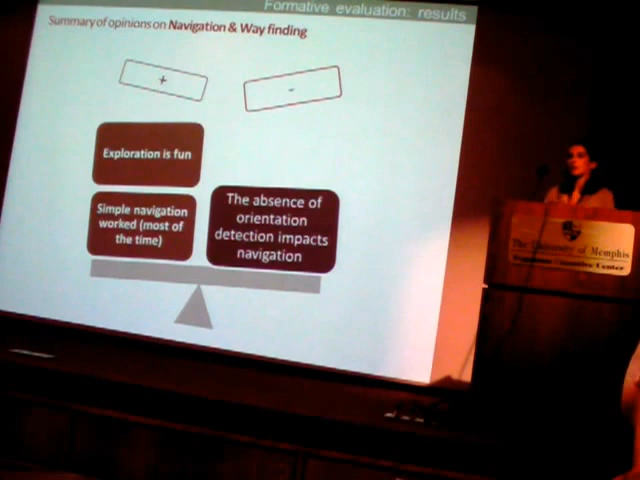 Formative evaluation: results
Summary of opinions on Navigation & Way finding
+
-
Exploration is fun
Simple navigation
worked (most of
the time)
The absence of
orientation
detection impacts
navigation
The University of Memphis
Center